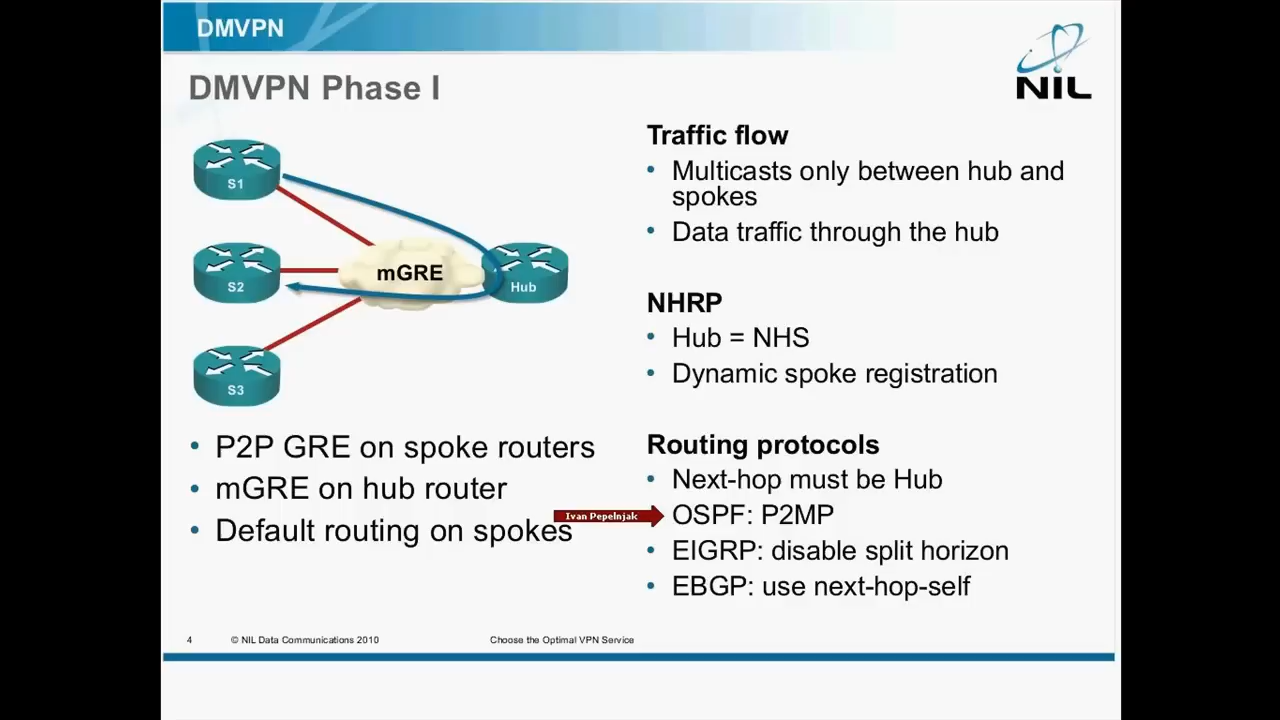 DMVPN
DMVPN Phase I
NIL
S1
S2
S3
mGRE
Hub
P2P GRE on spoke routers
mGRE on hub router
Default routing on spokes
Traffic flow
Multicasts only between hub and
spokes
Data traffic through the hub
NHRP
Hub = NHS
Dynamic spoke registration
Routing protocols
Next-hop must be Hub
Ivan Pepelnjak
OSPF: P2MP
EIGRP: disable split horizon
EBGP: use next-hop-self
4
© NIL Data Communications 2010
Choose the Optimal VPN Service